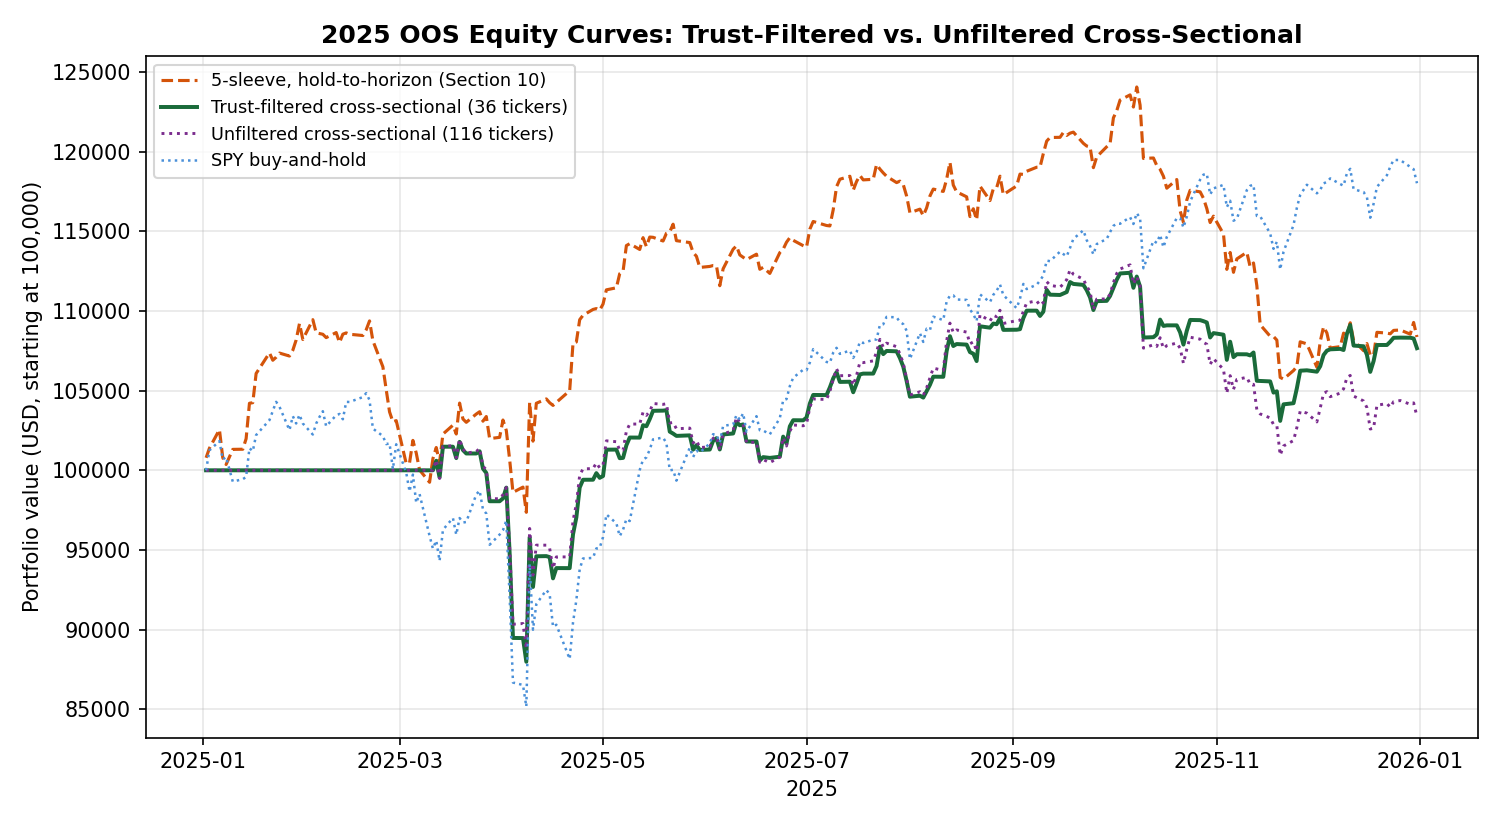 2025 OOS Equity Curves: Trust-Filtered vs. Unfiltered Cross-Sectional
5-sleeve, hold-to-horizon (Section 10)
Trust-filtered cross-sectional (36 tickers)
Unfiltered cross-sectional (116 tickers)
SPY buy-and-hold
Portfolio value (USD, starting at 100,000)
125000
120000
115000
110000
105000
100000
95000
90000
85000
2025-01
2025-03
2025-05
2025-07
2025-09
2025-11
2026-01
2025